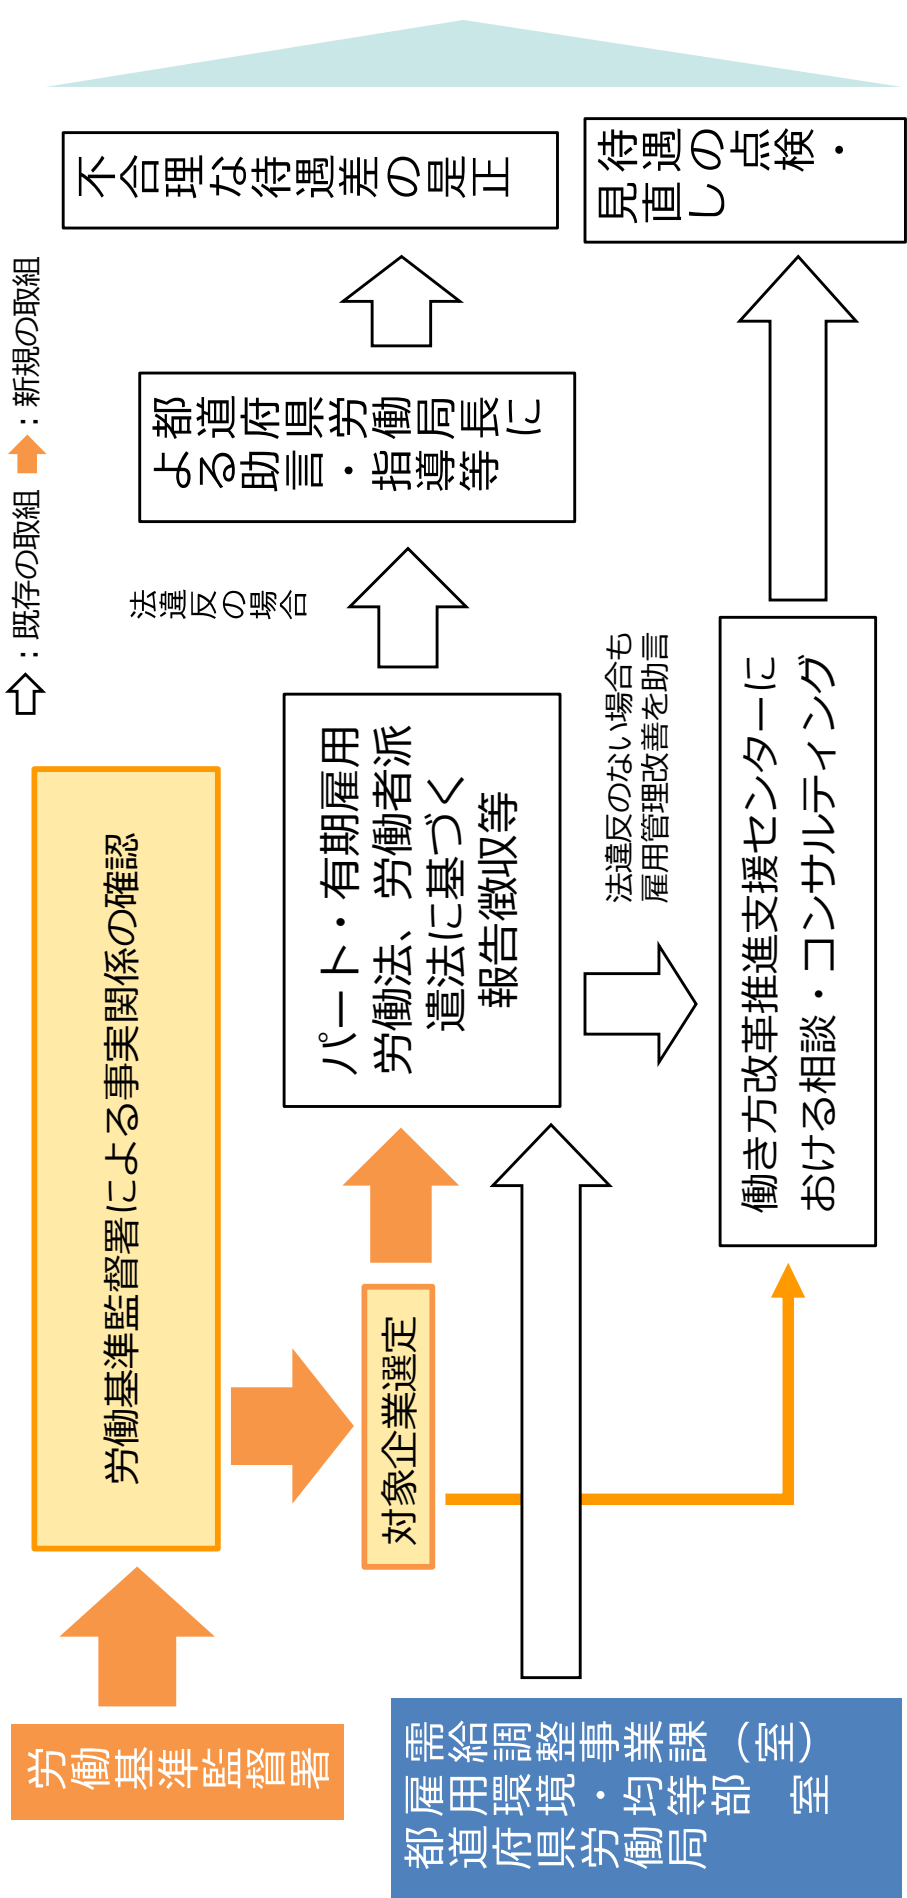 ：既存の取組
：新規の取組
労働基準監督署
労働基準監督署による事実関係の確認
対象企業選定
需給調整事業課（室）
雇用環境・均等部　室
都道府県労働局
パート・有期雇用
労働法、労働者派
遣法に基づく
報告徴収等
法違反の場合
都道府県労働局長に
よる助言・指導等
不合理な待遇差の是正
法違反のない場合も
雇用管理改善を助言
働き方改革推進支援センターに
おける相談・コンサルティング
待遇の点検・
見直し